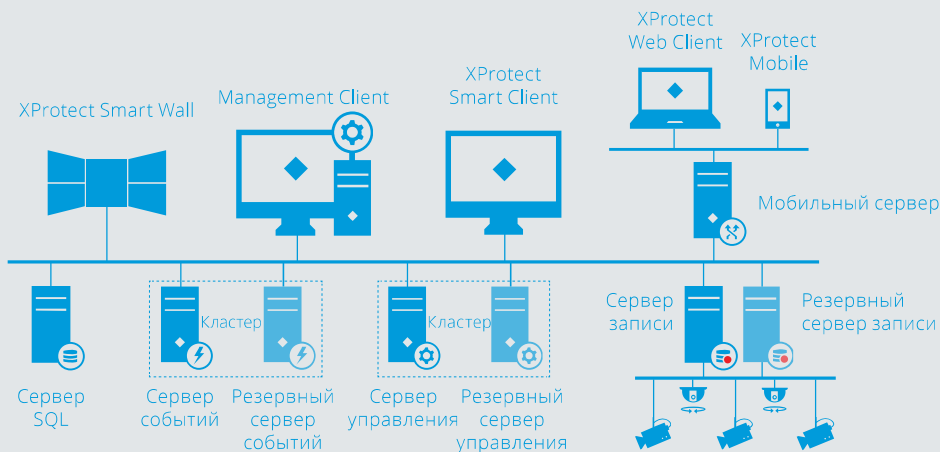 XProtect
Web Client
XProtect
Mobile
XProtect
Smart Client
Management Client
XProtect Smart Wall
Мобильный сервер
Сервер
записи
Резервный
сервер записи
Кластер
Кластер
Сервер
SQL
Сервер
событий
Резервный
сервер
событий
Сервер
управления
Резервный
сервер
управления